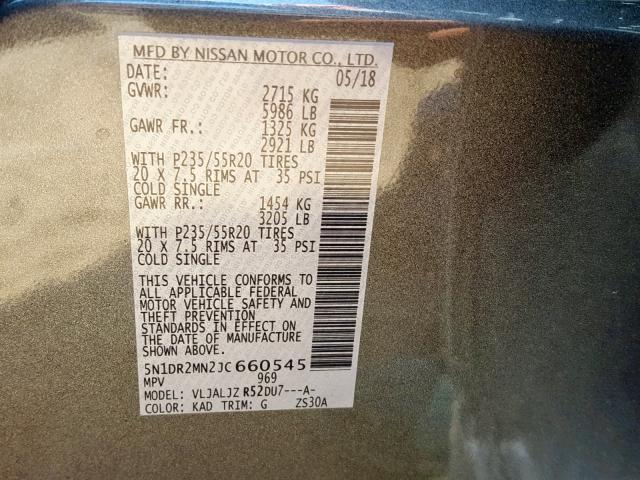 MFD BY NISSAN MOTOR CO., LTD.
DATE: 05/18
GVWR: 2715 KG
5986 LB
GAWR FR.: 1325 KG
2921 LB
WITH P235/55R20 TIRES
20 X 7.5 RIMS AT 35 PSI
COLD SINGLE
GAWR RR.: 1454 KG
3205 LB
WITH P235/55R20 TIRES
20 X 7.5 RIMS AT 35 PSI
COLD SINGLE
THIS VEHICLE CONFORMS TO
ALL APPLICABLE FEDERAL
MOTOR VEHICLE SAFETY AND
THEFT PREVENTION
STANDARDS IN EFFECT ON
THE DATE OF MANUFACTURE
SHOWN ABOVE.
5N1DR2MN2JC660545
MPV 969
MODEL: VLJALJZ R52DU7---A-
COLOR: KAD TRIM: G ZS30A